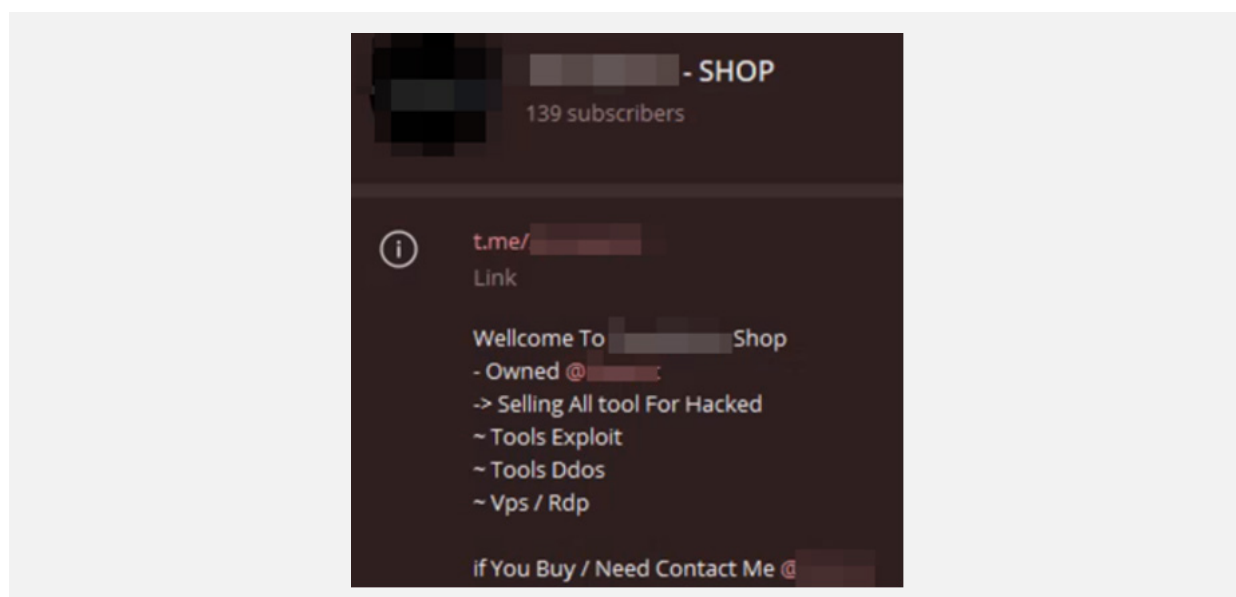 - SHOP
139 subscribers
t.me/
Link
Wellcome To Shop
- Owned @
-> Selling All tool For Hacked
~ Tools Exploit
~ Tools Ddos
~ Vps / Rdp
if You Buy / Need Contact Me @